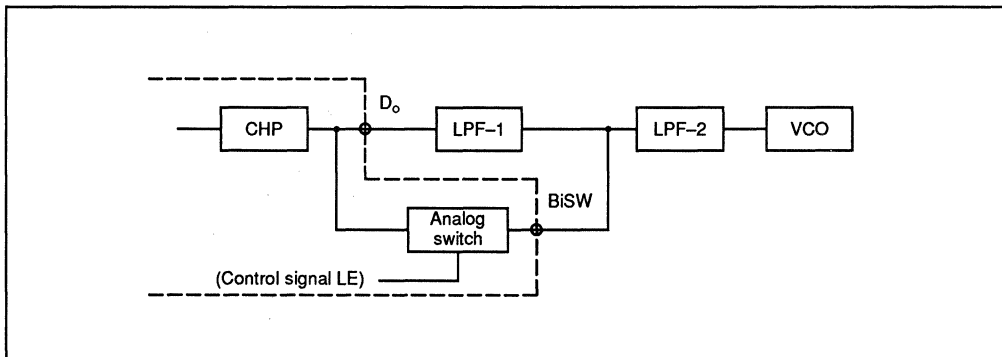 Do
CHP
LPF–1
LPF–2
VCO
BiSW
Analog
switch
(Control signal LE)